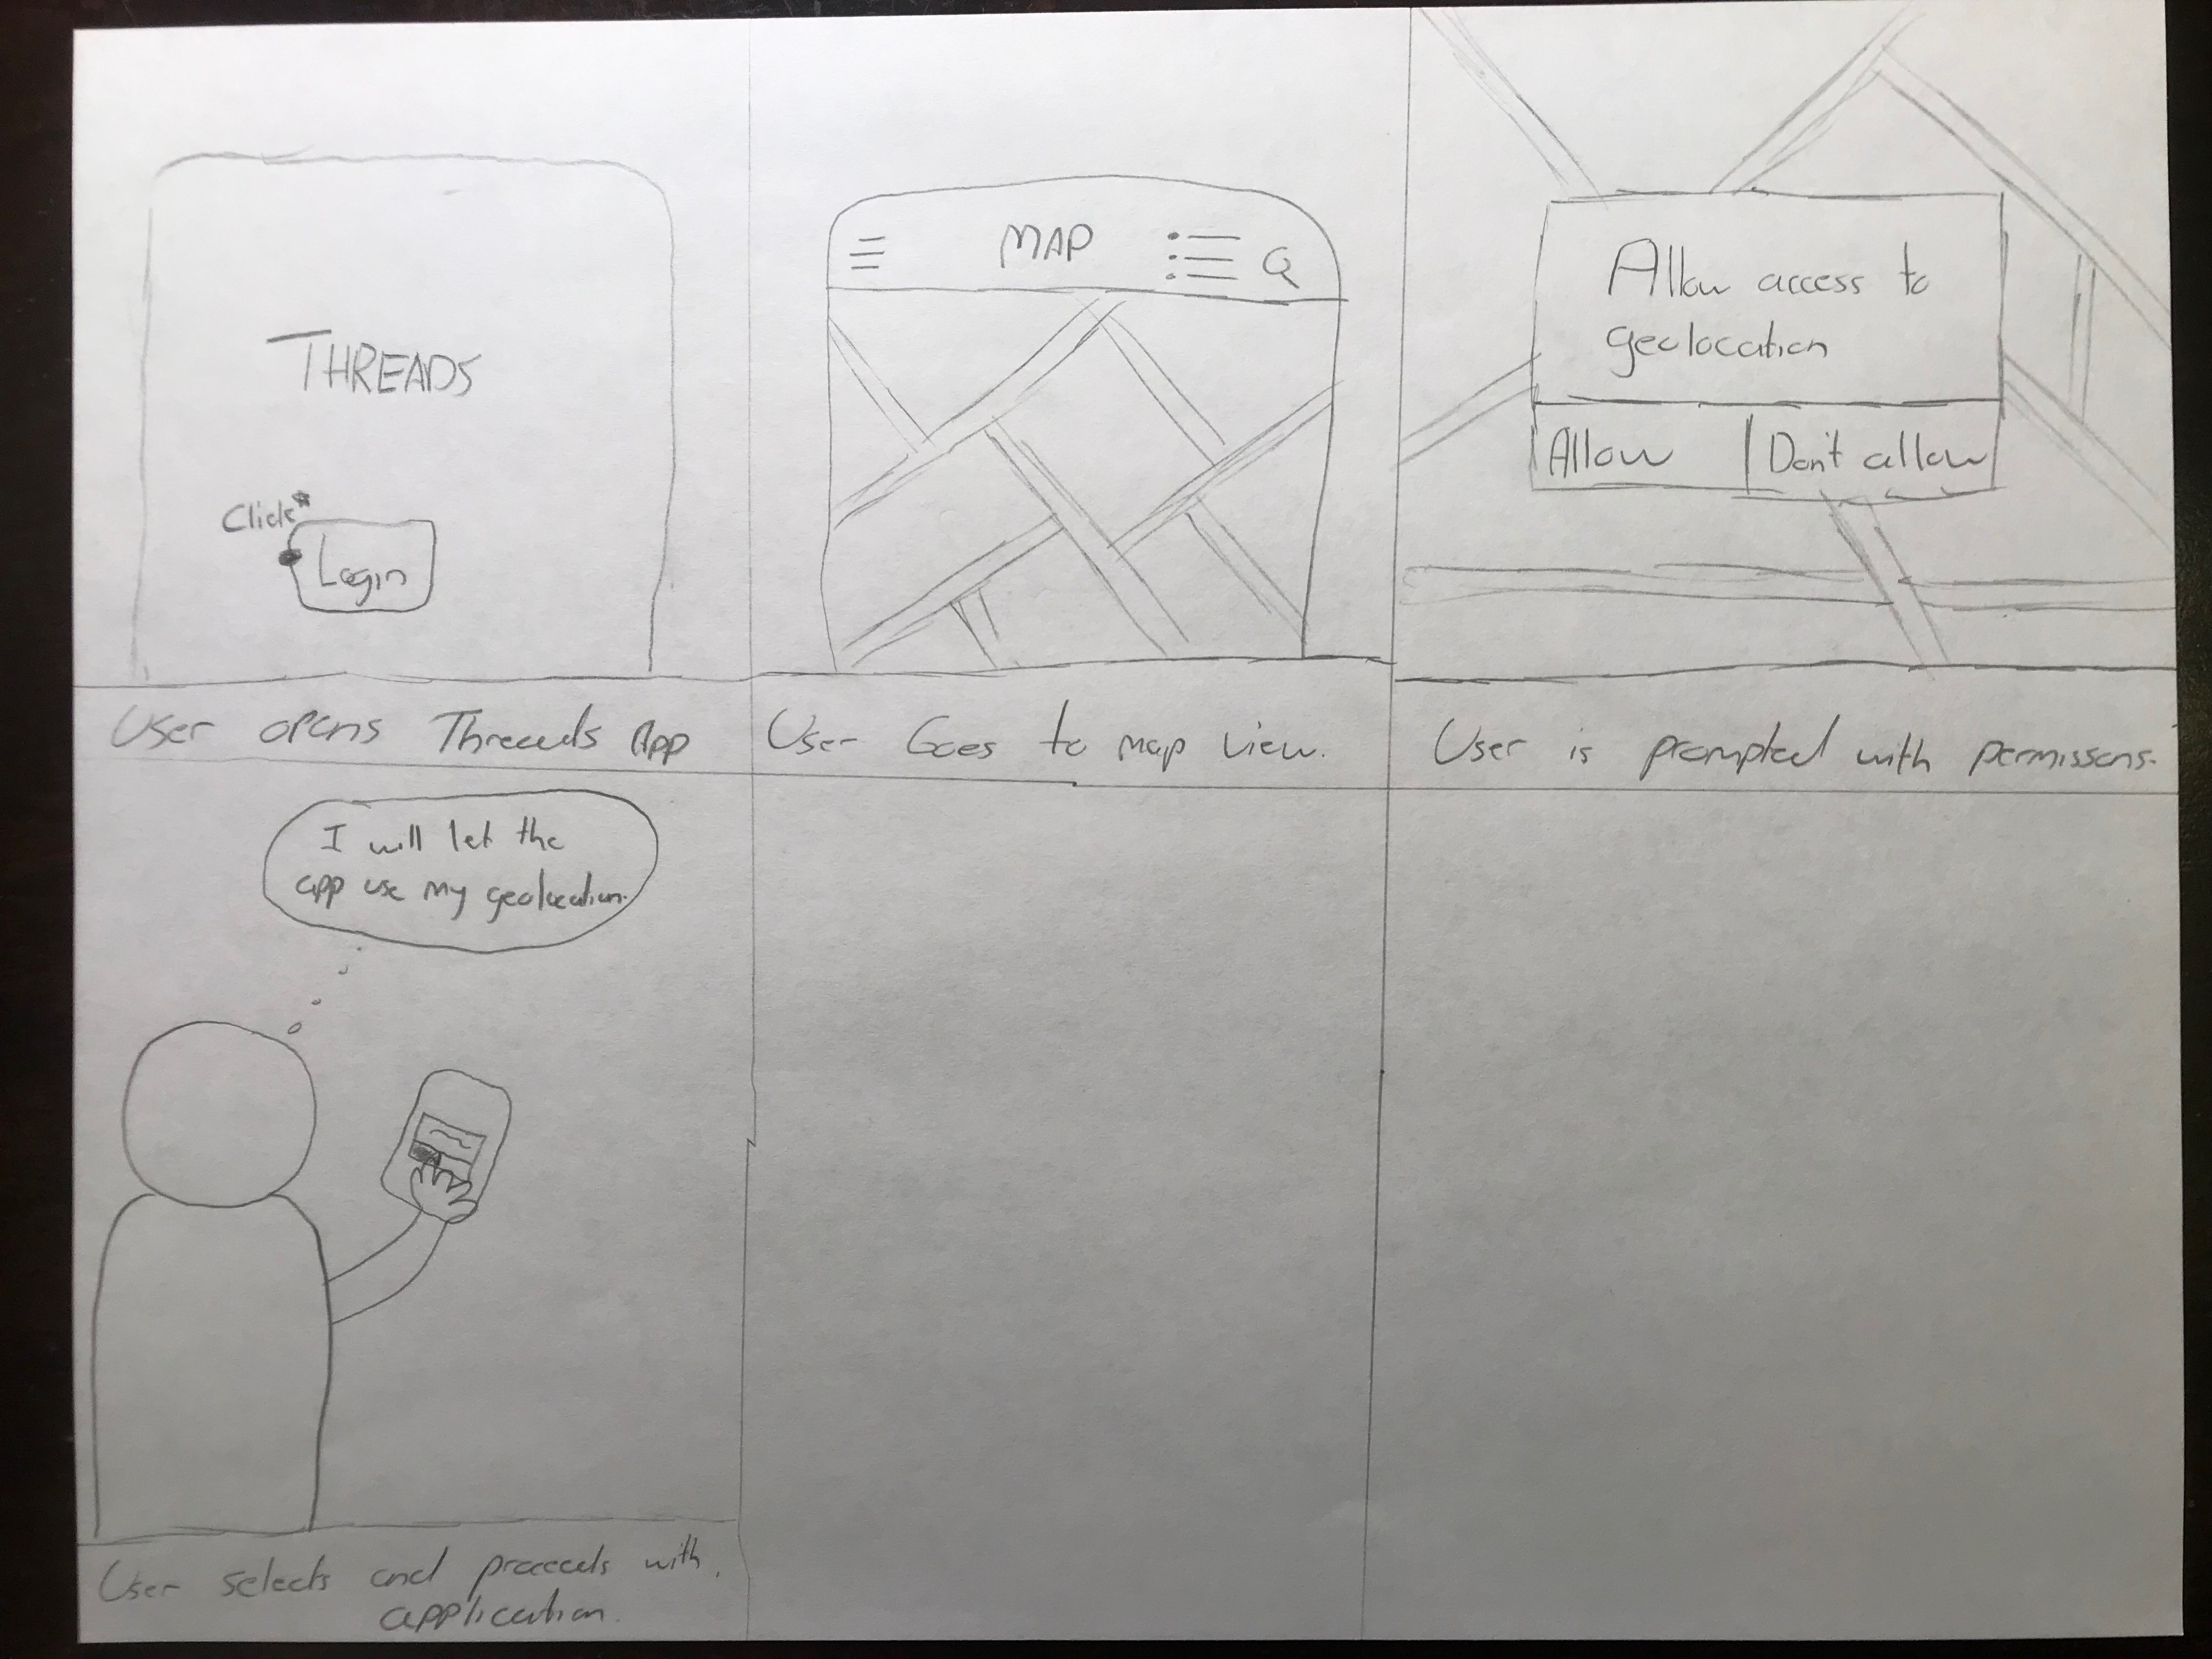 THREADS
Click*
Login
User opens Threads App
MAP
User Goes to map view.
Allow access to
geolocation
Allow | Don't allow
User is prompted with permissons.
I will let the
app use my geolocation.
User selects and proceeds with
application.